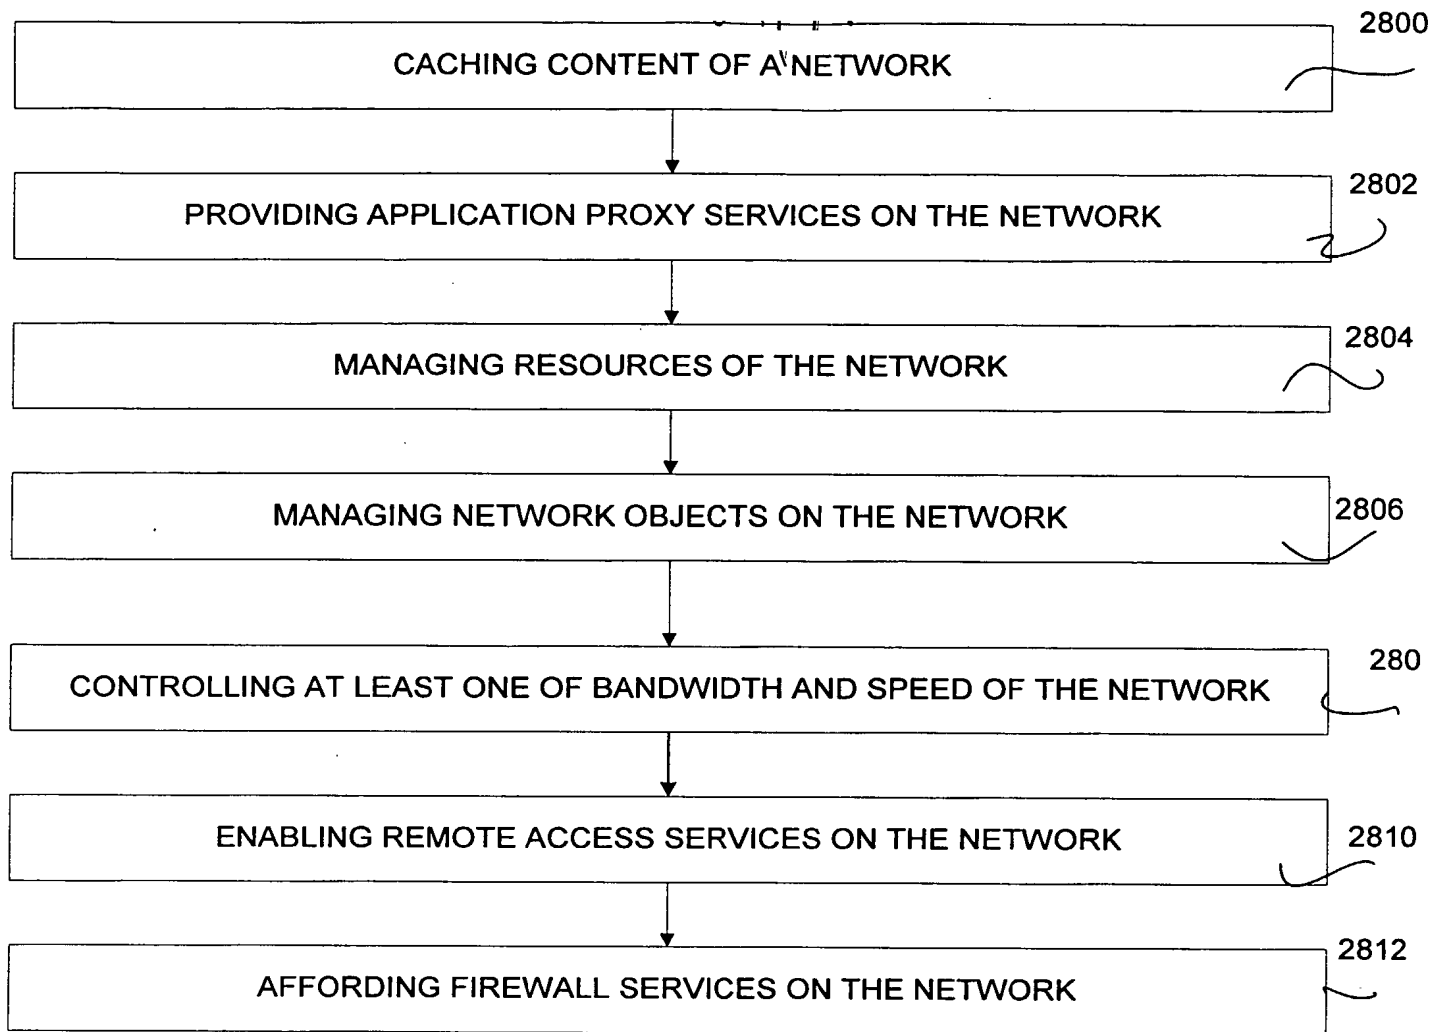 2800
CACHING CONTENT OF A NETWORK
2802
PROVIDING APPLICATION PROXY SERVICES ON THE NETWORK
2804
MANAGING RESOURCES OF THE NETWORK
2806
MANAGING NETWORK OBJECTS ON THE NETWORK
280
CONTROLLING AT LEAST ONE OF BANDWIDTH AND SPEED OF THE NETWORK
2810
ENABLING REMOTE ACCESS SERVICES ON THE NETWORK
2812
AFFORDING FIREWALL SERVICES ON THE NETWORK